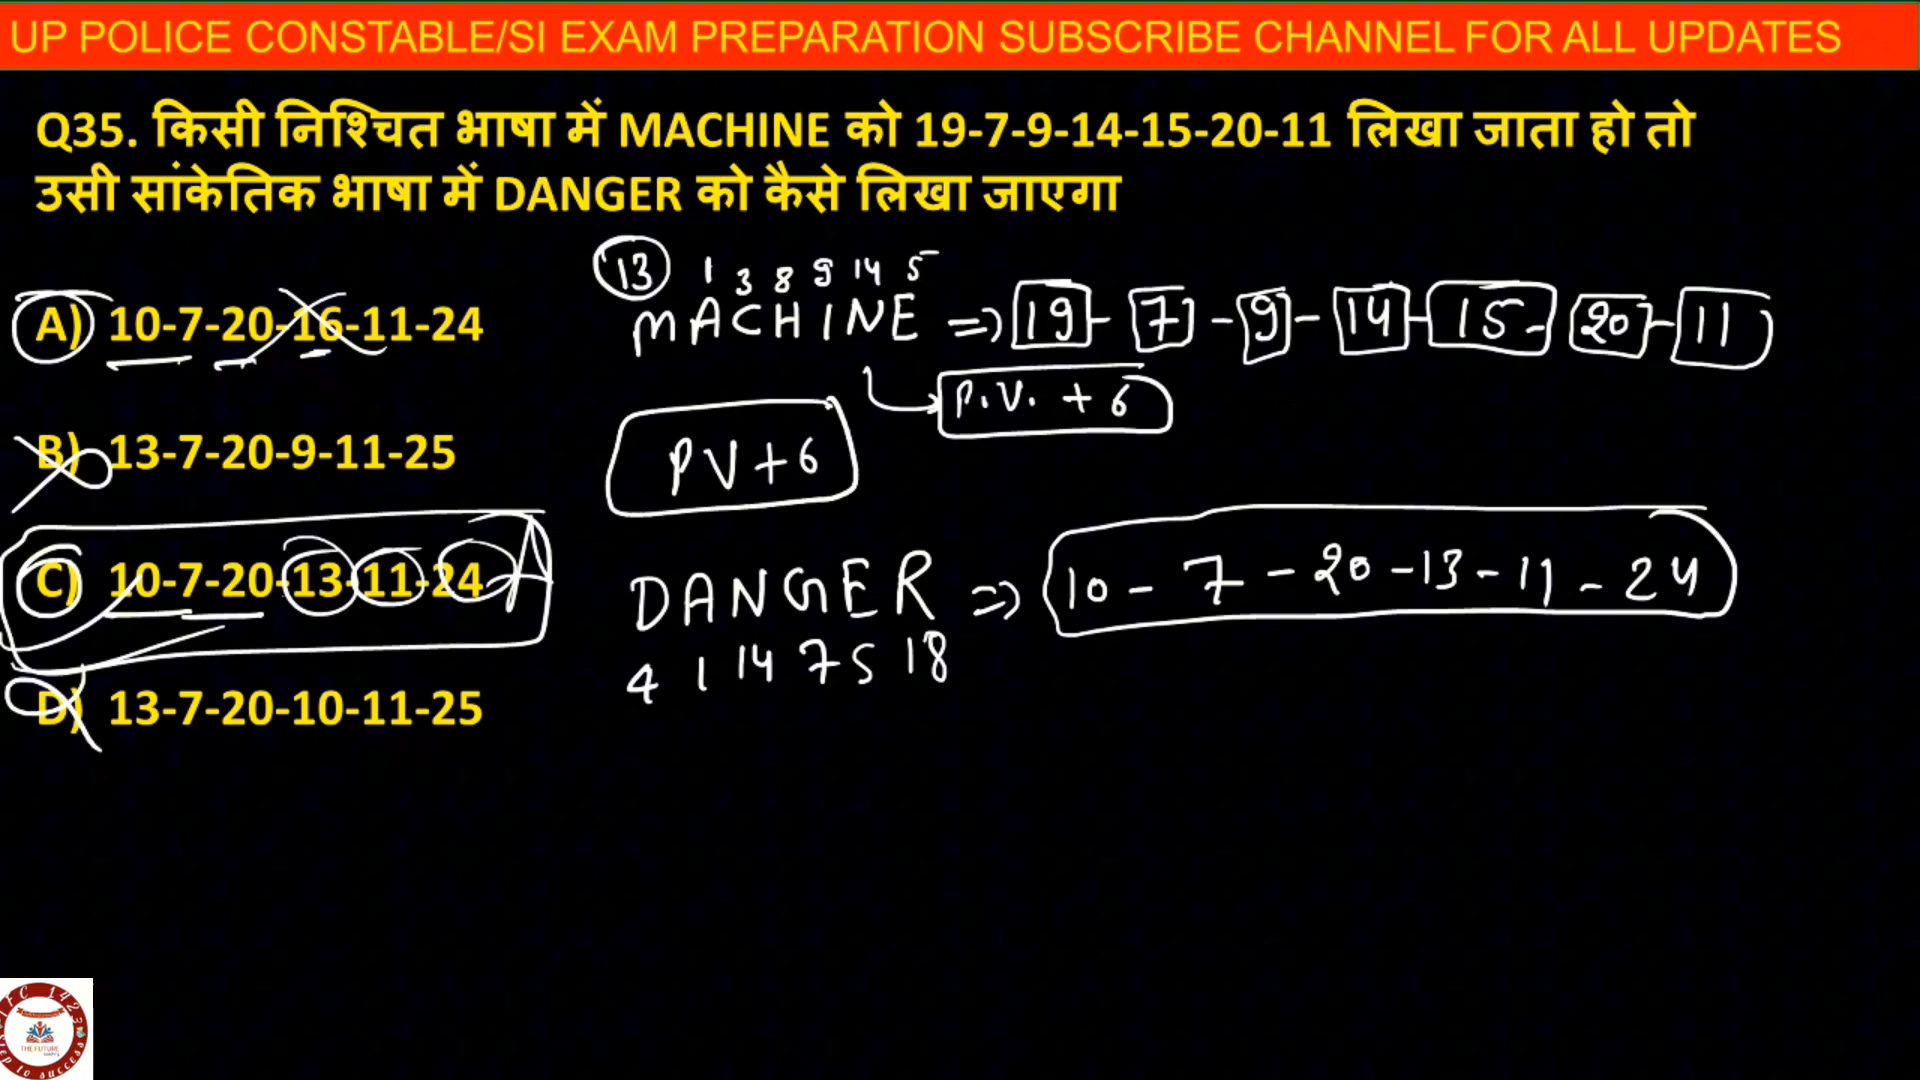 UP POLICE CONSTABLE/SI EXAM PREPARATION SUBSCRIBE CHANNEL FOR ALL UPDATES
Q35. किसी निश्चित भाषा में MACHINE को 19-7-9-14-15-20-11 लिखा जाता हो तो
उसी सांकेतिक भाषा में DANGER को कैसे लिखा जाएगा
13 1 3 8 9 14 5
A) 10-7-20-16-11-24
MACHINE => 19 - 7 - 9 - 14 - 15 - 20 - 11
P.V. + 6
B) 13-7-20-9-11-25
PV+6
C) 10-7-20-13-11-24
DANGER => 10 - 7 - 20 - 13 - 11 - 24
4 1 14 7 5 18
D) 13-7-20-10-11-25
THE FUTURE